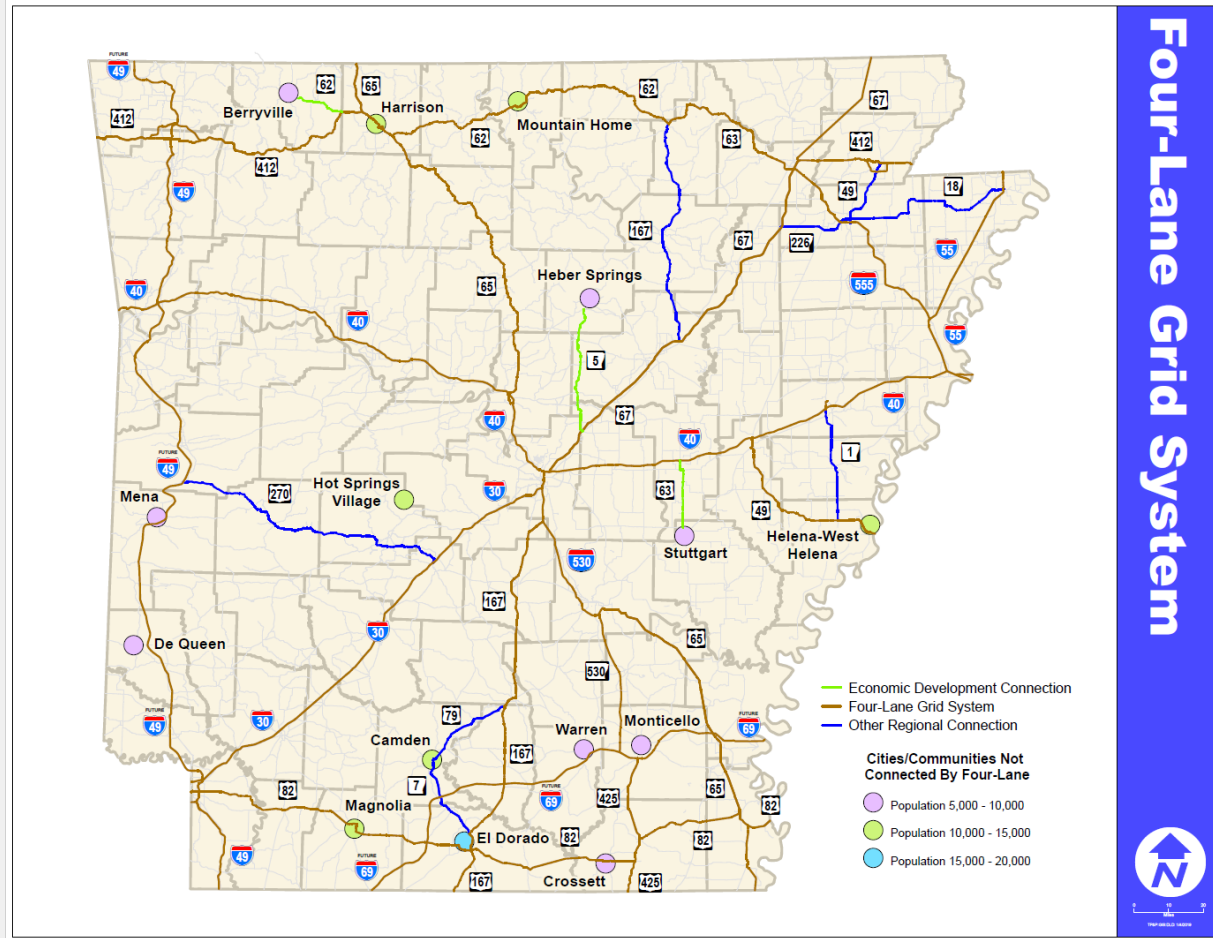 Four-Lane Grid System
FUTURE
49
62
65
Berryville
Harrison
412
62
Mountain Home
62
67
63
412
412
49
49
18
167
67
226
55
Heber Springs
65
40
40
555
55
5
67
40
40
40
1
FUTURE
49
Mena
270
Hot Springs
Village
30
63
49
Stuttgart
Helena-West
Helena
530
167
De Queen
30
65
530
FUTURE
49
30
79
Camden
Warren
Monticello
FUTURE
69
167
82
7
Magnolia
FUTURE
69
425
65
82
El Dorado
82
82
49
FUTURE
69
167
Crossett
425
Economic Development Connection
Four-Lane Grid System
Other Regional Connection
Cities/Communities Not
Connected By Four-Lane
Population 5,000 - 10,000
Population 10,000 - 15,000
Population 15,000 - 20,000
N
0 10 20
Miles